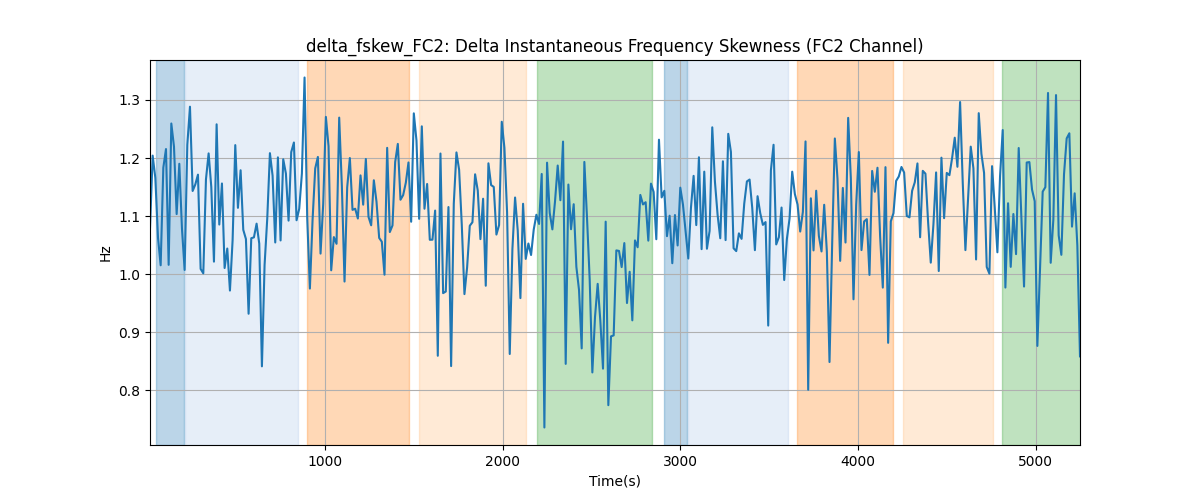 delta_fskew_FC2: Delta Instantaneous Frequency Skewness (FC2 Channel)
1.3
1.2
1.1
1.0
0.9
0.8
Hz
1000 2000 3000 4000 5000
Time(s)